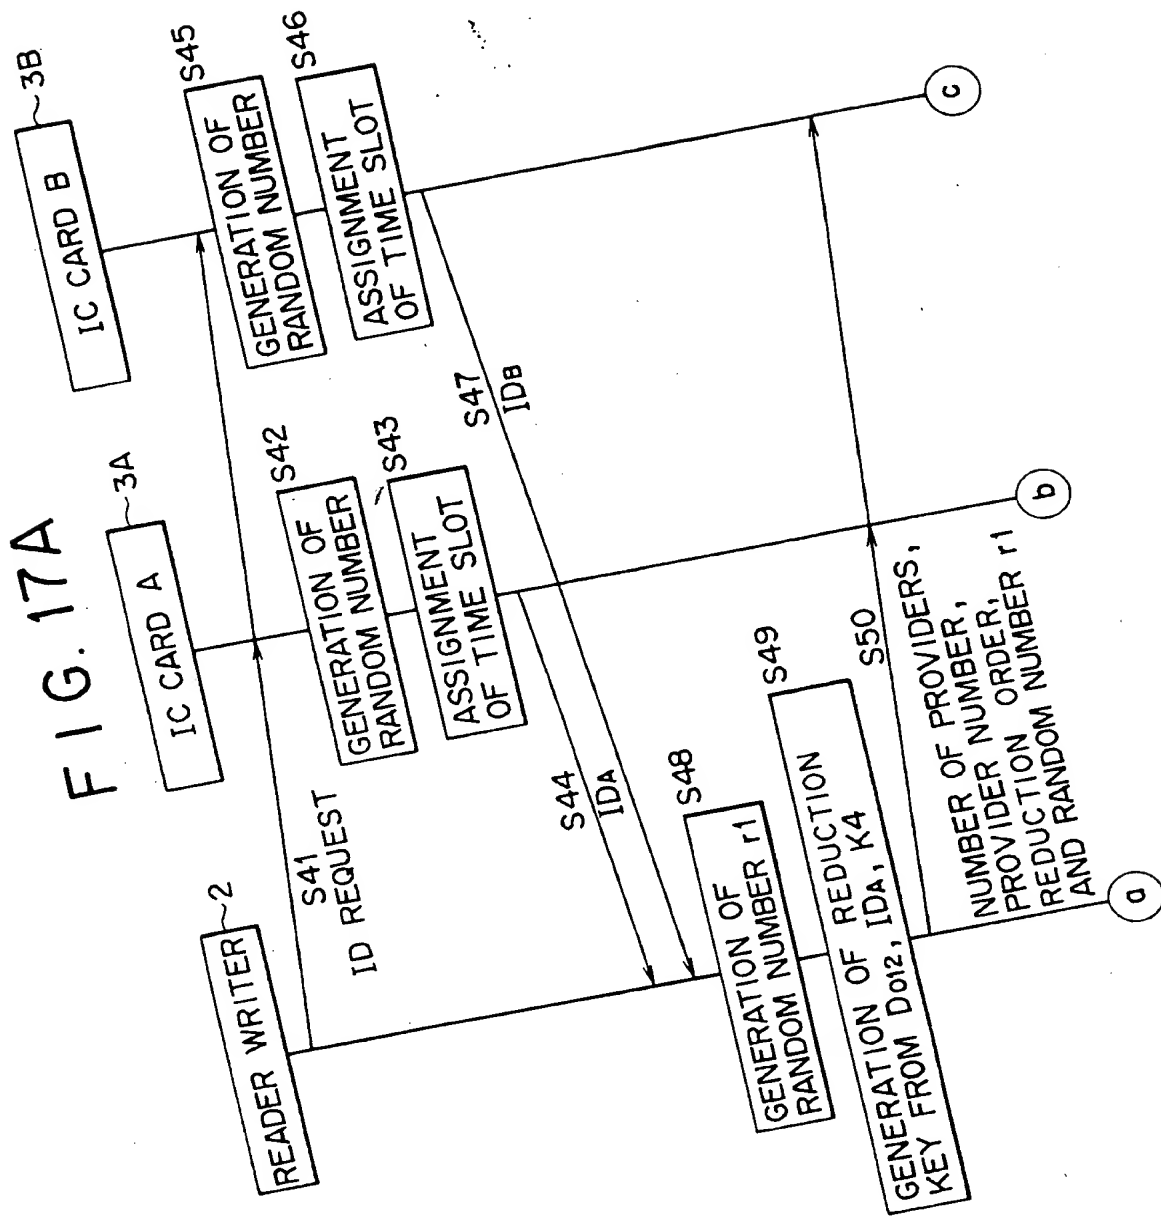 FIG. 17A
READER WRITER
2
IC CARD A
3A
IC CARD B
3B
S41
ID REQUEST
S42
GENERATION OF
RANDOM NUMBER
S43
ASSIGNMENT
OF TIME SLOT
S45
GENERATION OF
RANDOM NUMBER
S46
ASSIGNMENT
OF TIME SLOT
S44
IDA
S47
IDB
S48
GENERATION OF
RANDOM NUMBER r1
S49
GENERATION OF REDUCTION
KEY FROM D012, IDA, K4
S50
NUMBER OF PROVIDERS,
PROVIDER NUMBER,
REDUCTION ORDER,
AND RANDOM NUMBER r1
a
b
c